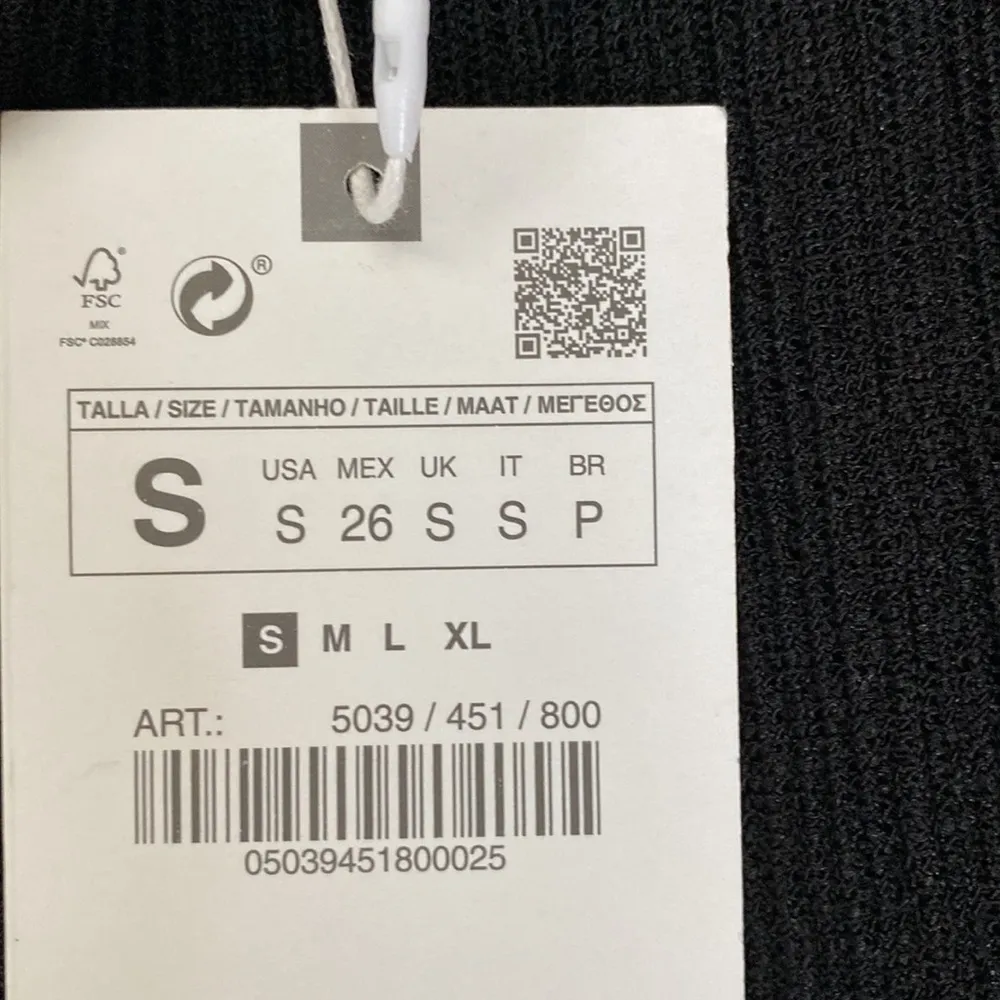 FSC®
MIX
FSC® C028854
®
TALLA / SIZE / TAMANHO / TAILLE / MAAT / ΜΕΓΕΘΟΣ
S
USA MEX UK IT BR
S 26 S S P
S M L XL
ART.: 5039 / 451 / 800
05039451800025